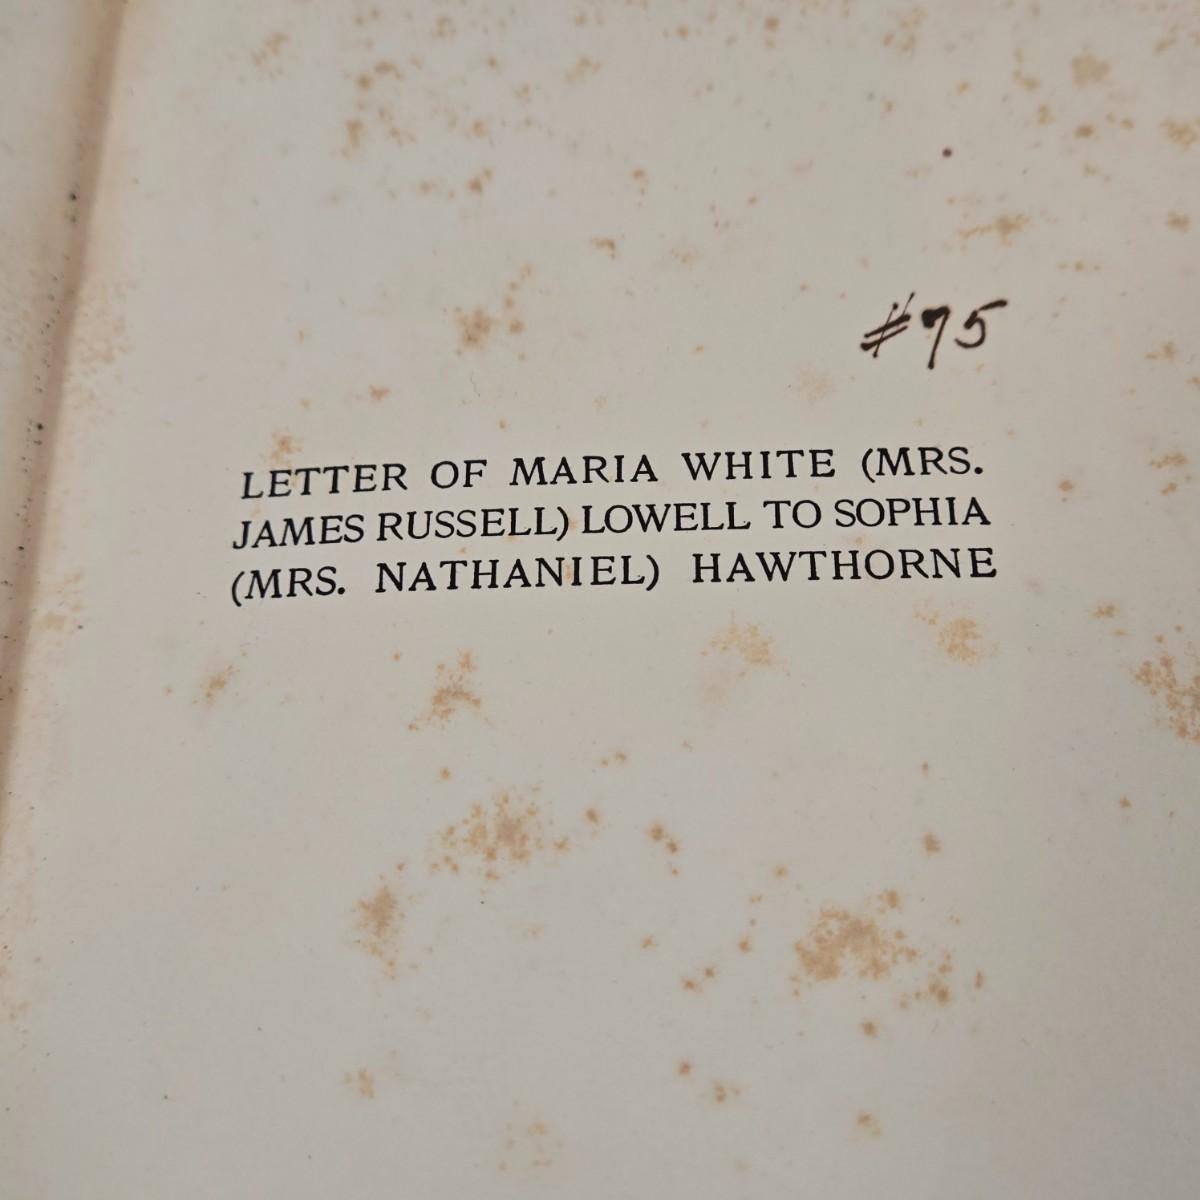 #75
LETTER OF MARIA WHITE (MRS.
JAMES RUSSELL) LOWELL TO SOPHIA
(MRS. NATHANIEL) HAWTHORNE